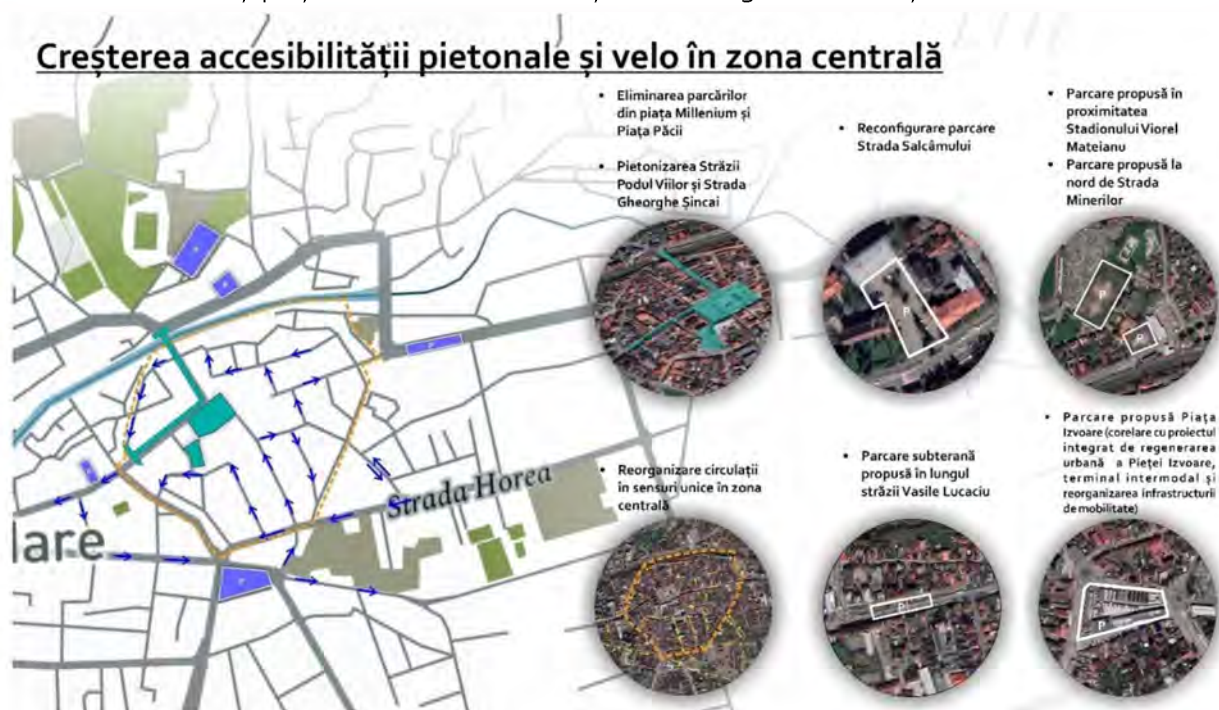 Creșterea accesibilității pietonale și velo în zona centrală
• Eliminarea parcărilor
din piața Millenium și
Piața Păcii
• Pietonizarea Străzii
Podul Viilor și Strada
Gheorghe Șincai
• Reconfigurare parcare
Strada Salcâmului
• Parcare propusă în
proximitatea
Stadionului Viorel
Mateianu
• Parcare propusă la
nord de Strada
Minerilor
• Reorganizare circulații
în sensuri unice în zona
centrală
• Parcare subterană
propusă în lungul
străzii Vasile Lucaciu
• Parcare propusă Piața
Izvoare (corelare cu proiectul
integrat de regenerarea
urbană a Pieței Izvoare,
terminal intermodal și
reorganizarea infrastructurii
de mobilitate)
Strada Horea
lare
P
P
P
P
P
P
P
P
P
P